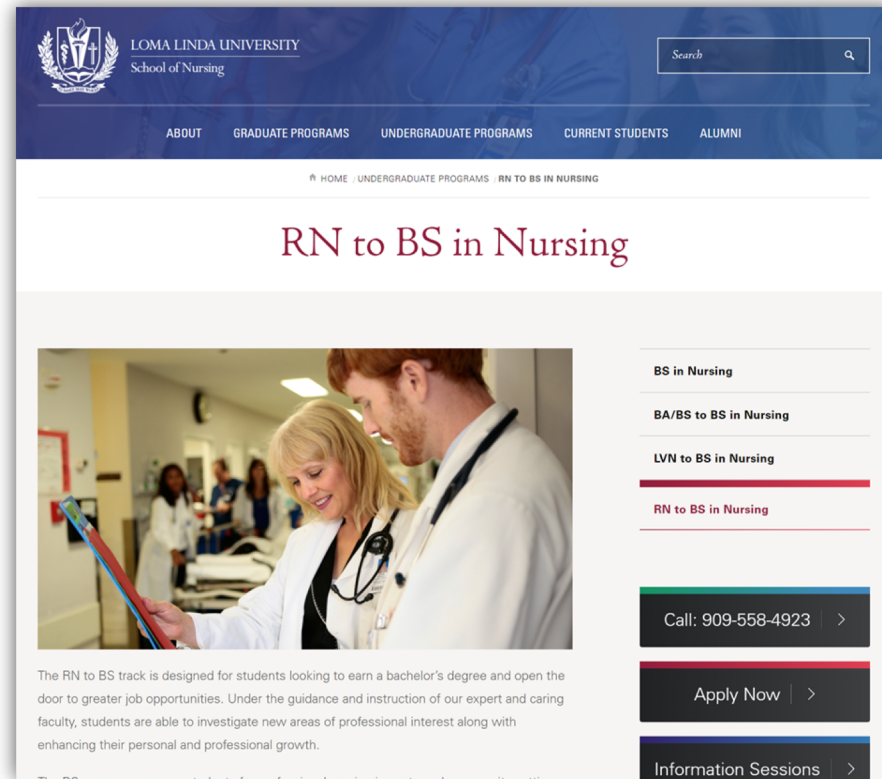 LOMA LINDA UNIVERSITY
School of Nursing
Search
ABOUT GRADUATE PROGRAMS UNDERGRADUATE PROGRAMS CURRENT STUDENTS ALUMNI
HOME / UNDERGRADUATE PROGRAMS / RN TO BS IN NURSING
RN to BS in Nursing
BS in Nursing
BA/BS to BS in Nursing
LVN to BS in Nursing
RN to BS in Nursing
Call: 909-558-4923
Apply Now
Information Sessions
The RN to BS track is designed for students looking to earn a bachelor’s degree and open the
door to greater job opportunities. Under the guidance and instruction of our expert and caring
faculty, students are able to investigate new areas of professional interest along with
enhancing their personal and professional growth.